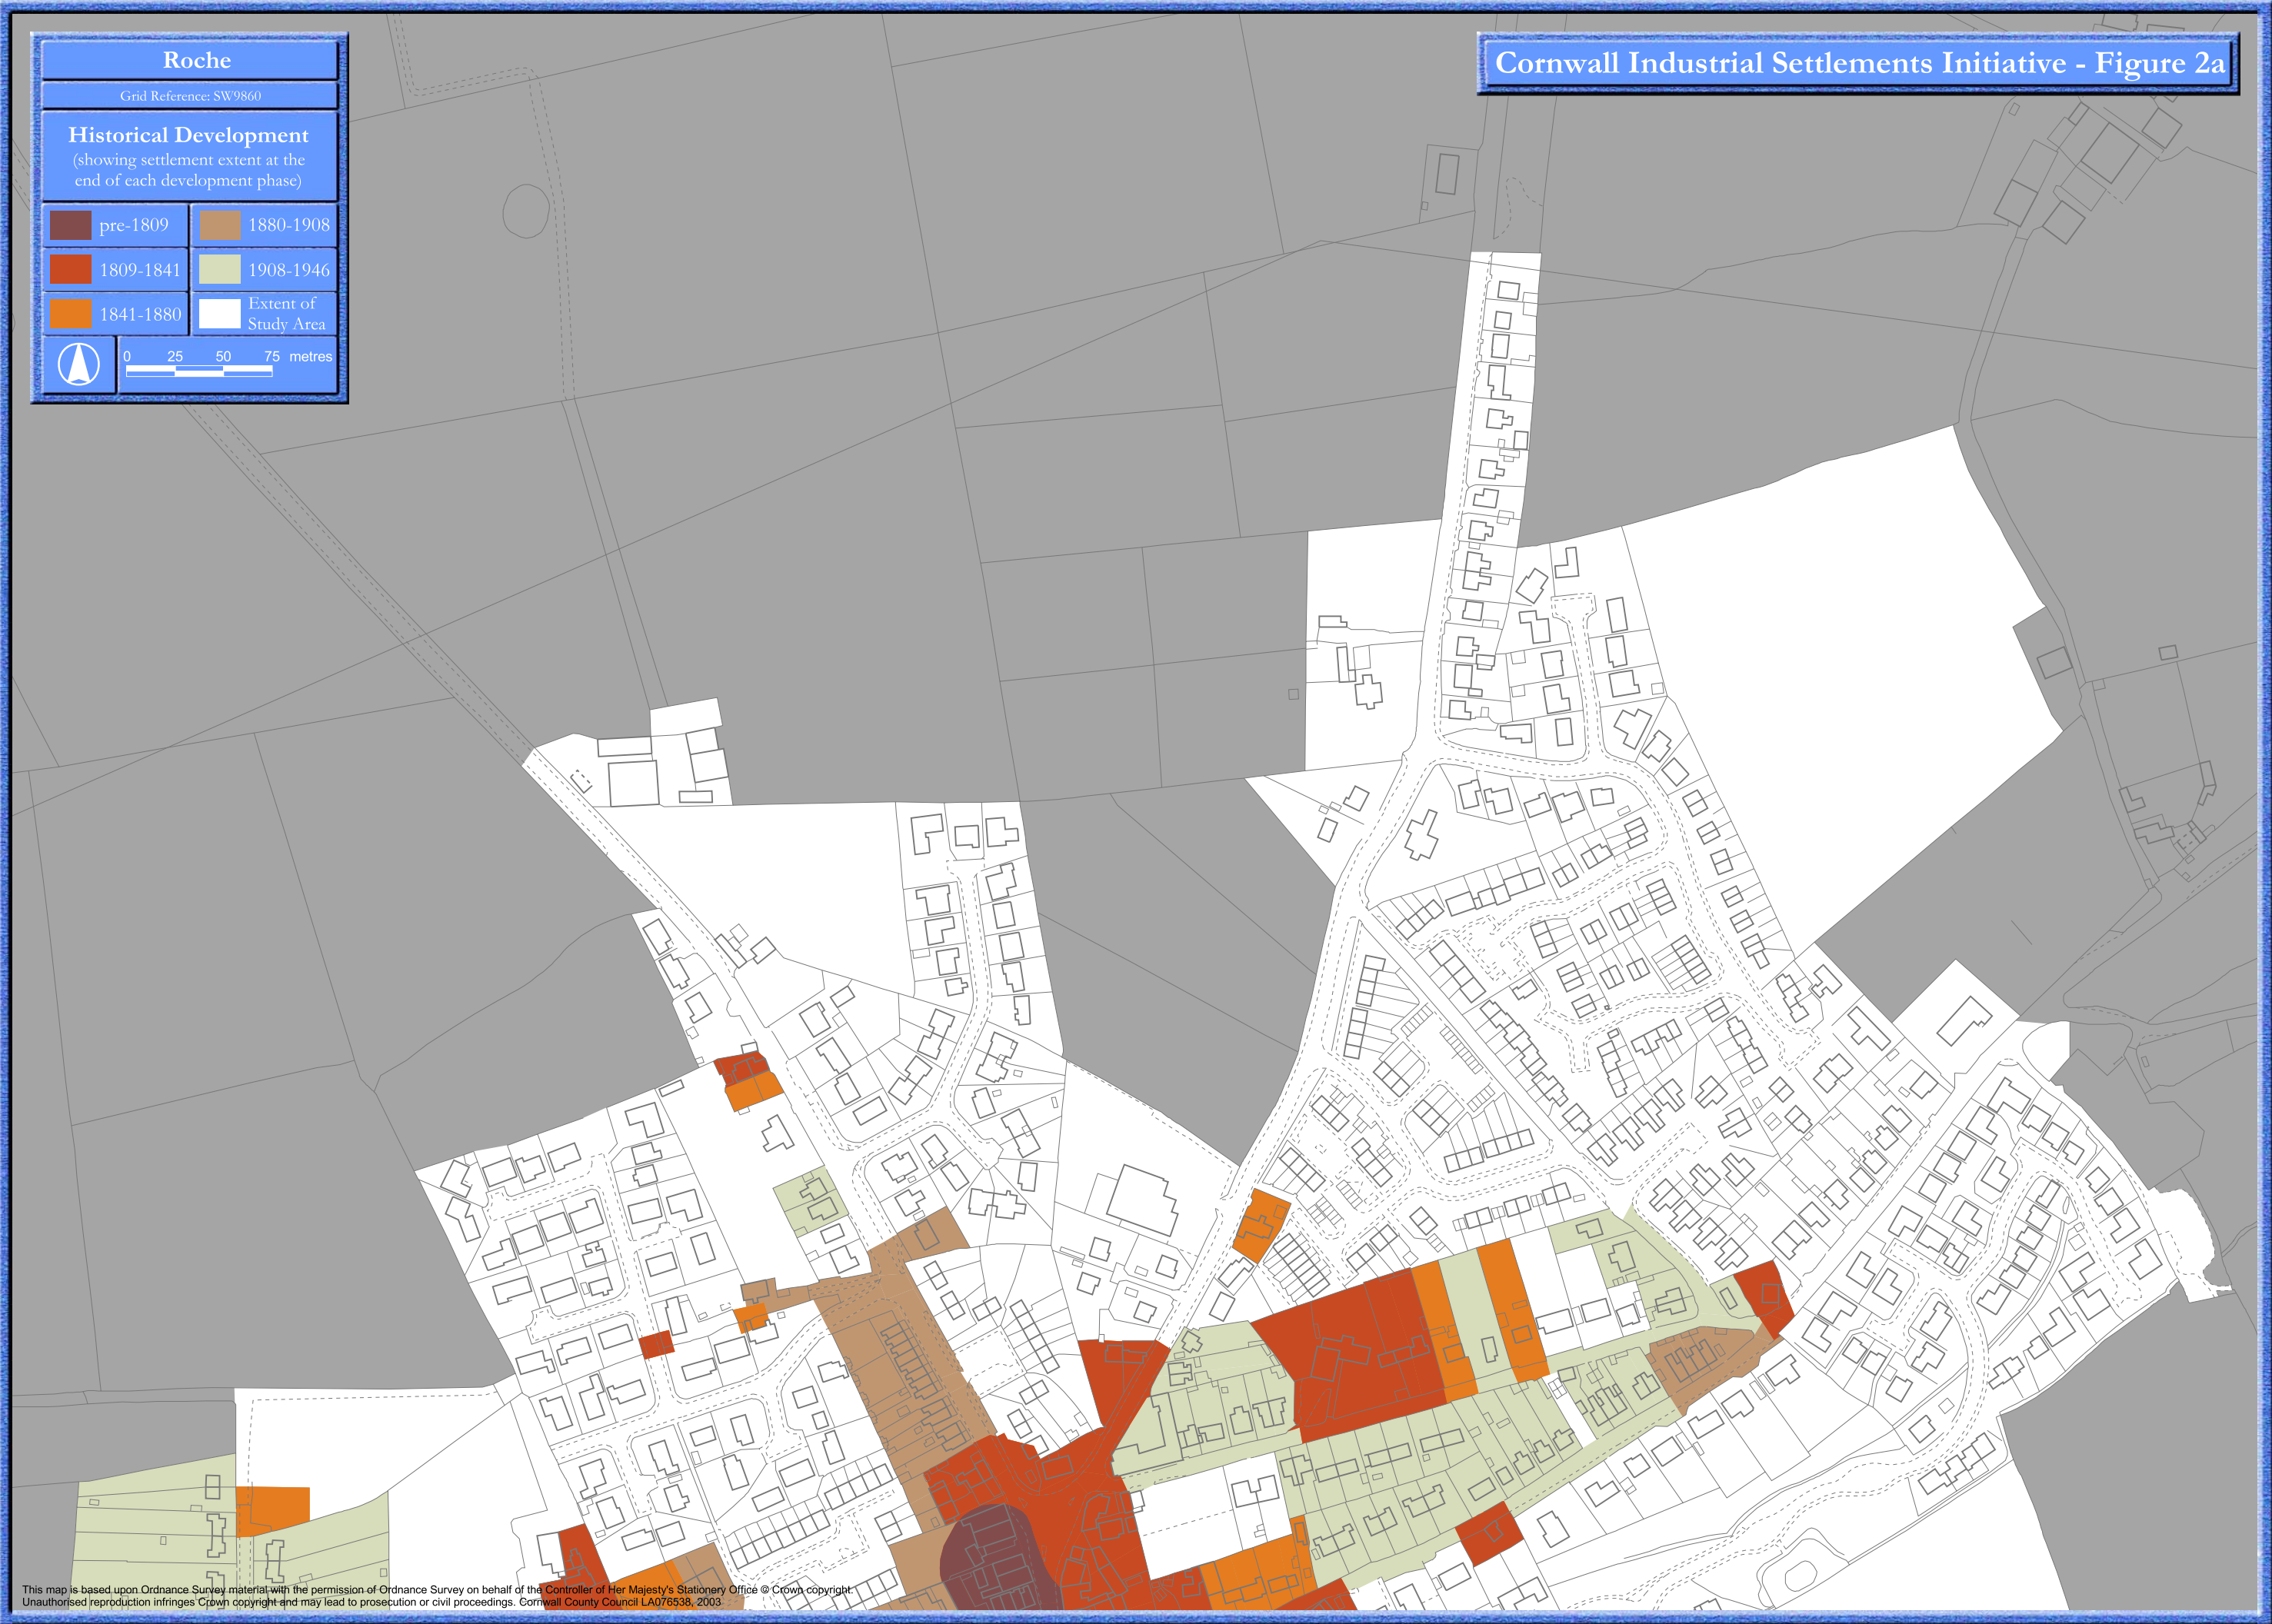 Roche
Grid Reference: SW9860
Historical Development
(showing settlement extent at the
end of each development phase)
pre-1809
1880-1908
1809-1841
1908-1946
1841-1880
Extent of
Study Area
0 25 50 75 metres
Cornwall Industrial Settlements Initiative - Figure 2a
This map is based upon Ordnance Survey material with the permission of Ordnance Survey on behalf of the Controller of Her Majesty's Stationery Office © Crown copyright.
Unauthorised reproduction infringes Crown copyright and may lead to prosecution or civil proceedings. Cornwall County Council LA076538, 2003